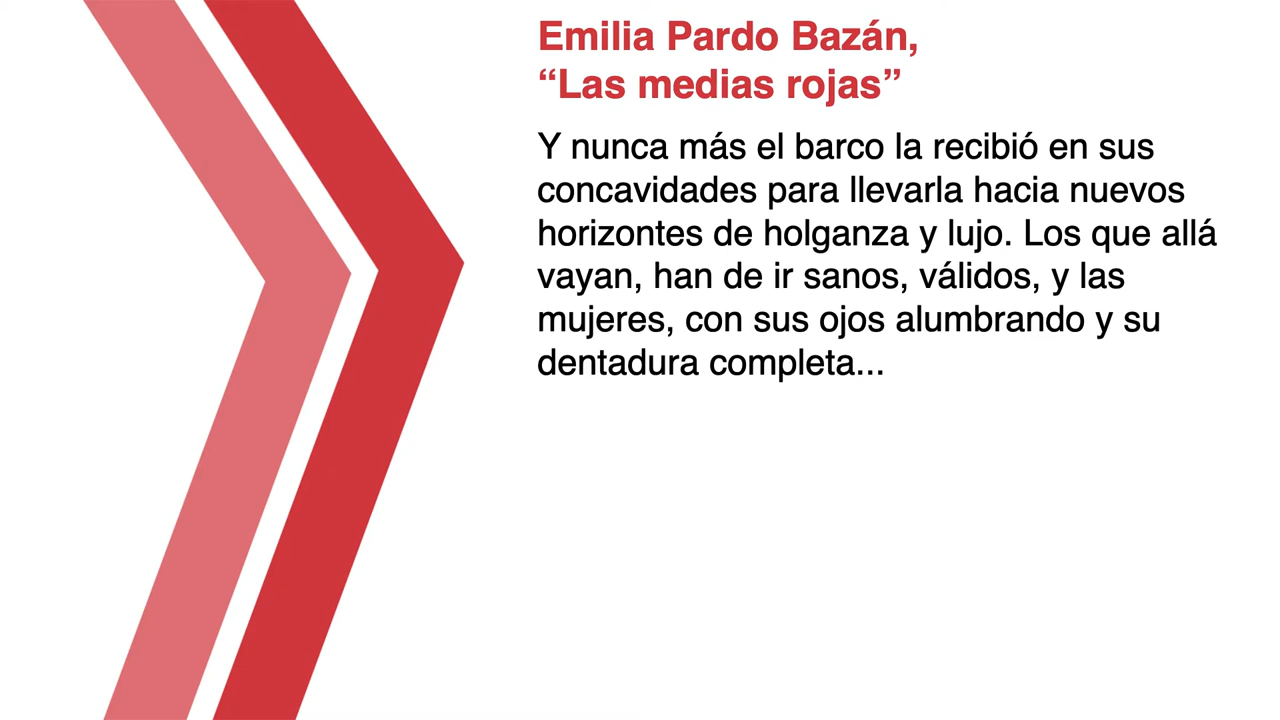 Emilia Pardo Bazán,
“Las medias rojas”
Y nunca más el barco la recibió en sus
concavidades para llevarla hacia nuevos
horizontes de holganza y lujo. Los que allá
vayan, han de ir sanos, válidos, y las
mujeres, con sus ojos alumbrando y su
dentadura completa...